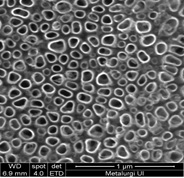 WD spot det 1 µm
6.9 mm 4.0 ETD Metalurgi UI